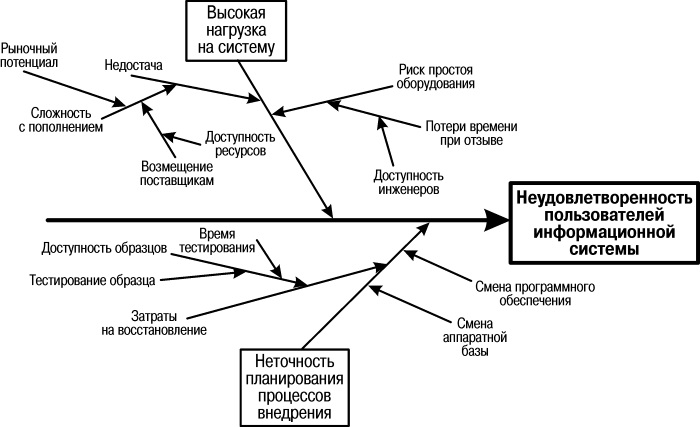 Высокая
нагрузка
на систему
Рыночный
потенциал
Недостача
Риск простоя
оборудования
Сложность
с пополнением
Доступность
ресурсов
Потери времени
при отзыве
Возмещение
поставщикам
Доступность
инженеров
Неудовлетворенность
пользователей
информационной
системы
Время
тестирования
Доступность образцов
Тестирование образца
Смена программного
обеспечения
Затраты
на восстановление
Смена
аппаратной
базы
Неточность
планирования
процессов
внедрения